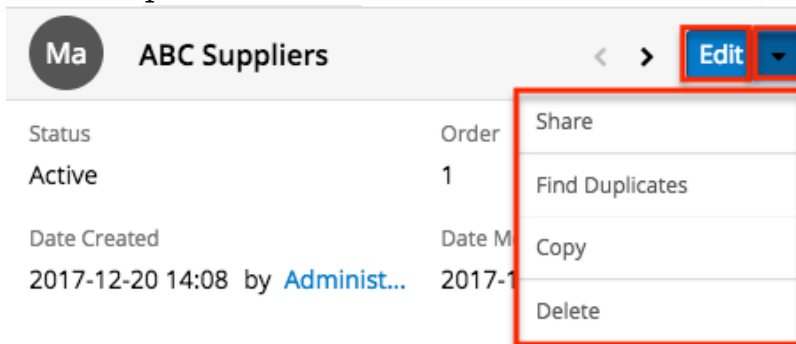 Ma ABC Suppliers Edit
Status Order Share
Active 1 Find Duplicates
Date Created Date M Copy
2017-12-20 14:08 by Administ... 2017-1
Delete